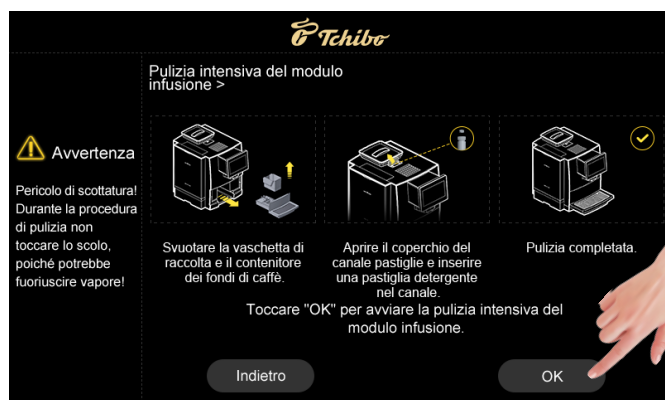 Tchibo
Pulizia intensiva del modulo
infusione >
Avvertenza
Pericolo di scottatura!
Durante la procedura
di pulizia non
toccare lo scolo,
poiché potrebbe
fuoriuscire vapore!
Svuotare la vaschetta di
raccolta e il contenitore
dei fondi di caffè.
Aprire il coperchio del
canale pastiglie e inserire
una pastiglia detergente
nel canale.
Pulizia completata.
Toccare "OK" per avviare la pulizia intensiva del
modulo infusione.
Indietro
OK